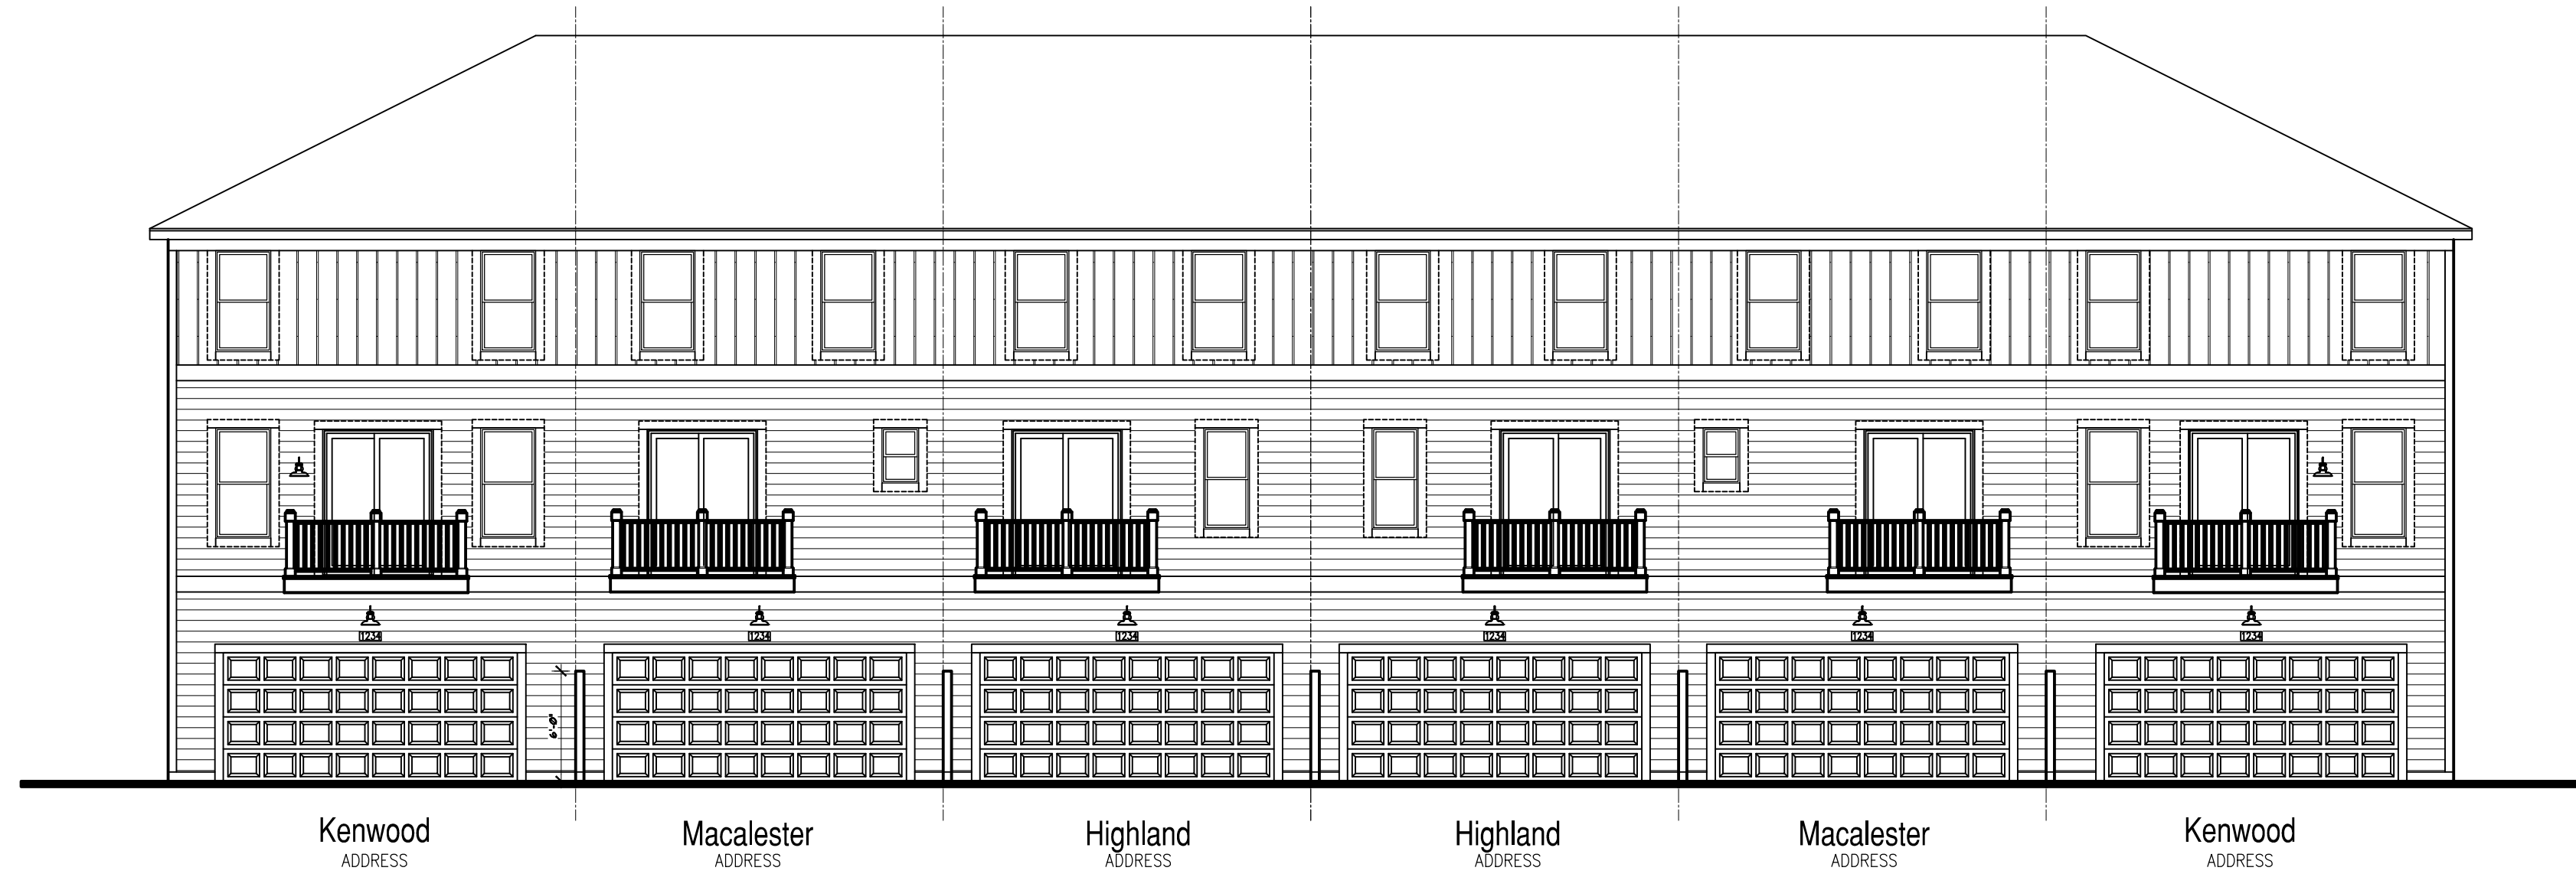 1234 1234 1234 1234 1234 1234
6'-0"
Kenwood Macalester Highland Highland Macalester Kenwood
ADDRESS ADDRESS ADDRESS ADDRESS ADDRESS ADDRESS